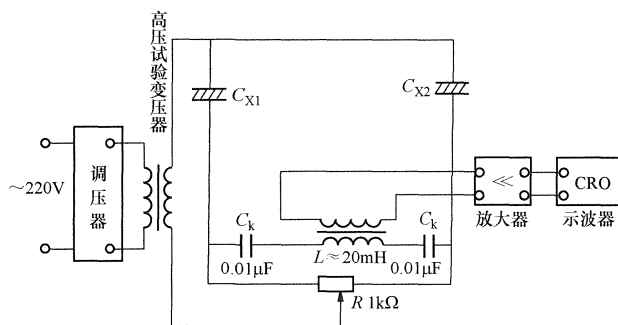 高压试验变压器
～220V
调压器
C_X1
C_X2
≪
CRO
放大器
示波器
C_k
C_k
0.01μF
L≈20mH
0.01μF
R 1kΩ